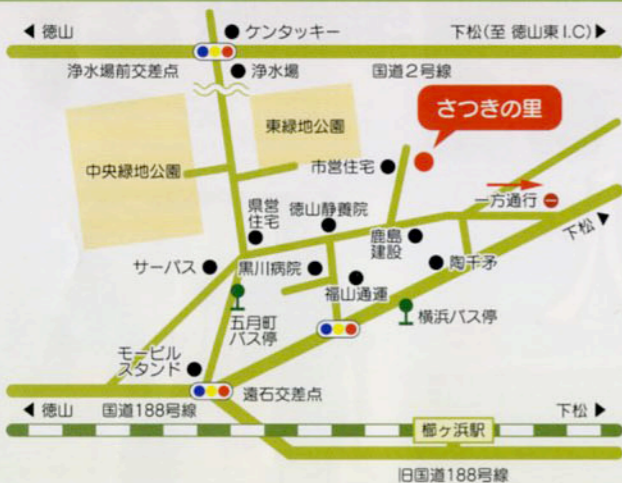 ◀ 徳山
ケンタッキー
下松(至 徳山東I.C)▶
浄水場前交差点
浄水場
国道2号線
さつきの里
東緑地公園
中央緑地公園
市営住宅
一方通行
県営
住宅
徳山静養院
鹿島
建設
下松 ▶
サーパス
黒川病院
陶千茅
福山通運
五月町
バス停
横浜バス停
モービル
スタンド
遠石交差点
◀ 徳山
国道188号線
下松 ▶
櫛ヶ浜駅
旧国道188号線